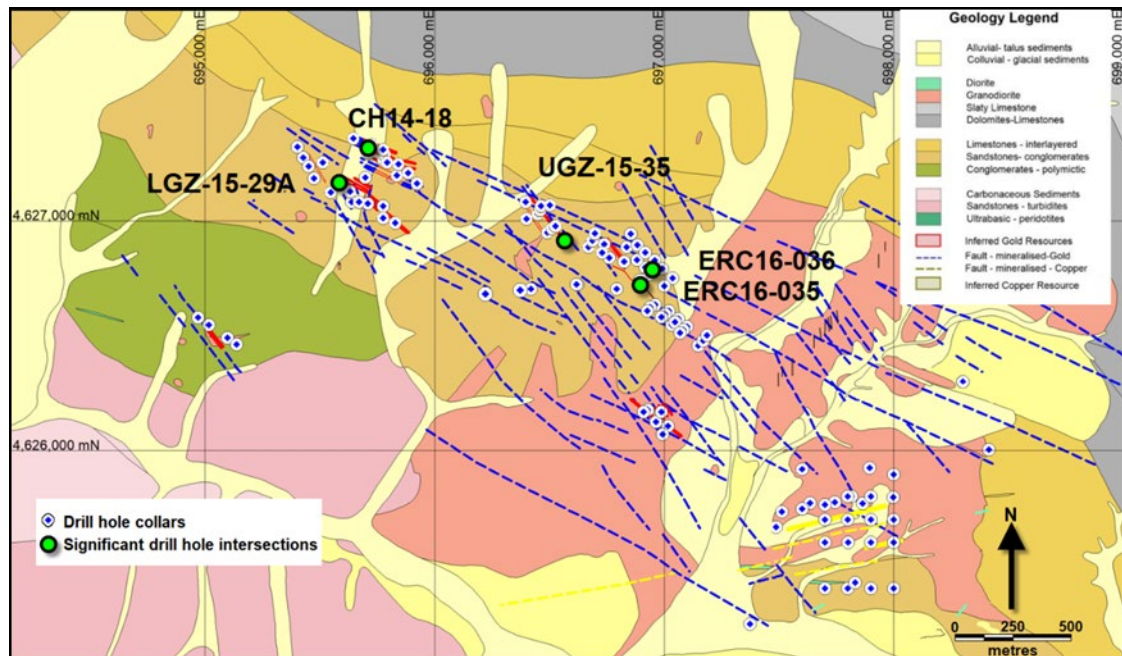 695,000 mE
696,000 mE
697,000 mE
698,000 mE
699,000 mE
Geology Legend
Alluvial- talus sediments
Colluvial - glacial sediments
Diorite
Granodiorite
Slaty Limestone
Dolomites-Limestones
Limestones - interlayered
Sandstones- conglomerates
Conglomerates - polymictic
Carbonaceous Sediments
Sandstones - turbidites
Ultrabasic - peridotites
Inferred Gold Resources
Fault - mineralised-Gold
Fault - mineralised - Copper
Inferred Copper Resource
CH14-18
LGZ-15-29A
UGZ-15-35
4,627,000 mN
ERC16-036
ERC16-035
4,626,000 mN
Drill hole collars
Significant drill hole intersections
N
0 250 500
metres